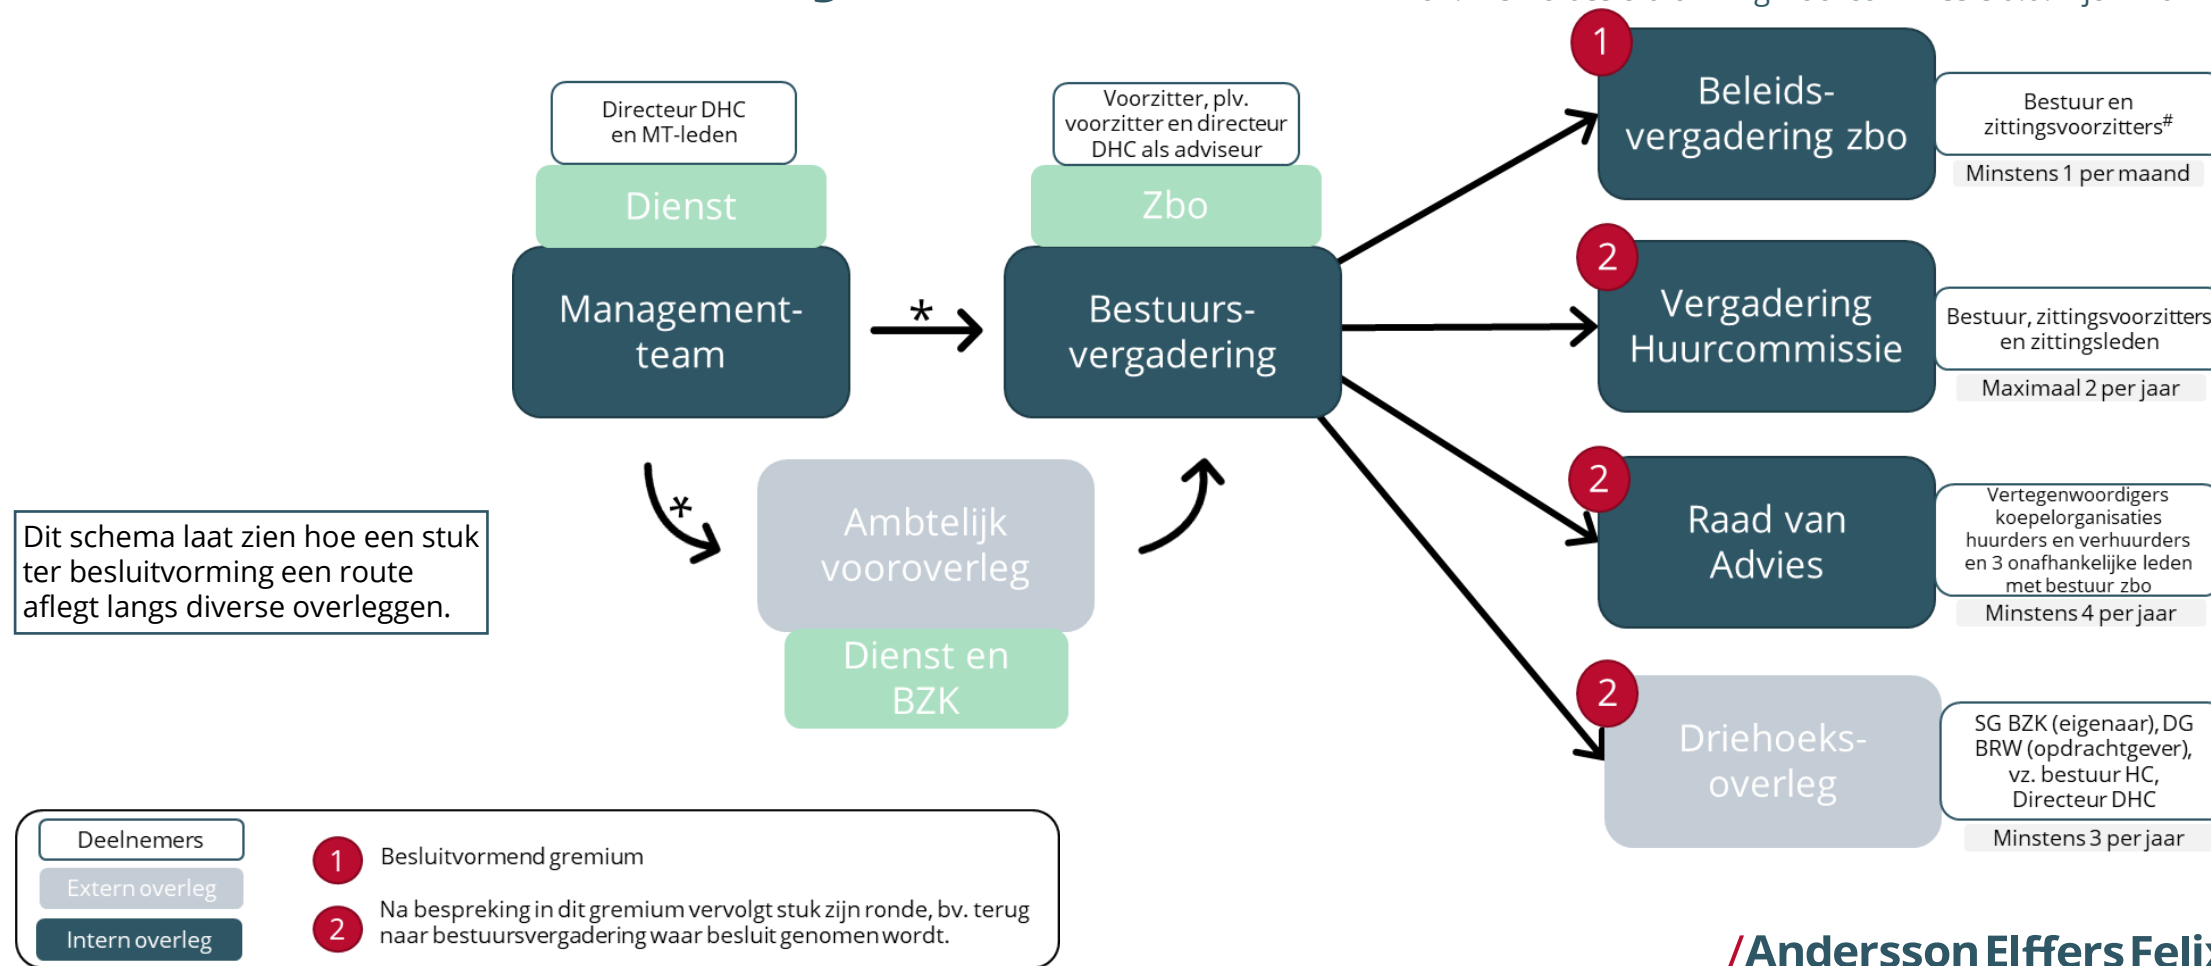 Directeur DHC
en MT-leden
Dienst
Management-
team
*
Voorzitter, plv.
voorzitter en directeur
DHC als adviseur
Zbo
Bestuurs-
vergadering
*
Ambtelijk
vooroverleg
Dienst en
BZK
1
Beleids-
vergadering zbo
Bestuur en
zittingsvoorzitters#
Minstens 1 per maand
2
Vergadering
Huurcommissie
Bestuur, zittingsvoorzitters
en zittingsleden
Maximaal 2 per jaar
2
Raad van
Advies
Vertegenwoordigers
koepelorganisaties
huurders en verhuurders
en 3 onafhankelijke leden
met bestuur zbo
Minstens 4 per jaar
2
Driehoeks-
overleg
SG BZK (eigenaar), DG
BRW (opdrachtgever),
vz. bestuur HC,
Directeur DHC
Minstens 3 per jaar
Dit schema laat zien hoe een stuk
ter besluitvorming een route
aflegt langs diverse overleggen.
Deelnemers
Extern overleg
Intern overleg
1 Besluitvormend gremium
2 Na bespreking in dit gremium vervolgt stuk zijn ronde, bv. terug
naar bestuursvergadering waar besluit genomen wordt.
/Andersson Elffers Felix